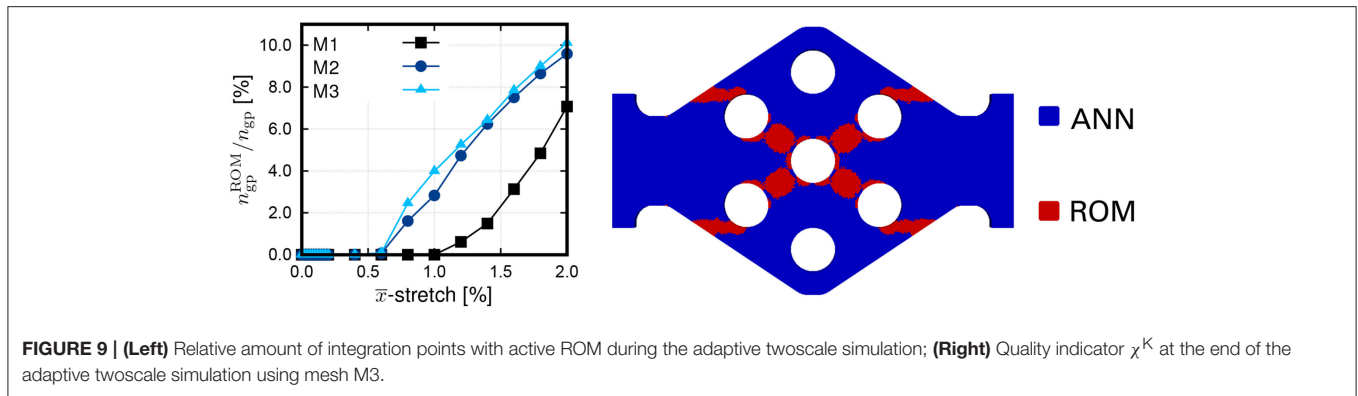 10.0
8.0
6.0
4.0
2.0
0.0
n_gp^ROM / n_gp [%]
M1
M2
M3
0.0 0.5 1.0 1.5 2.0
x̅-stretch [%]
ANN
ROM
FIGURE 9 | (Left) Relative amount of integration points with active ROM during the adaptive twoscale simulation; (Right) Quality indicator χ^K at the end of the
adaptive twoscale simulation using mesh M3.